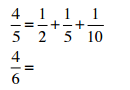 4/5 = 1/2 + 1/5 + 1/10
4/6 =